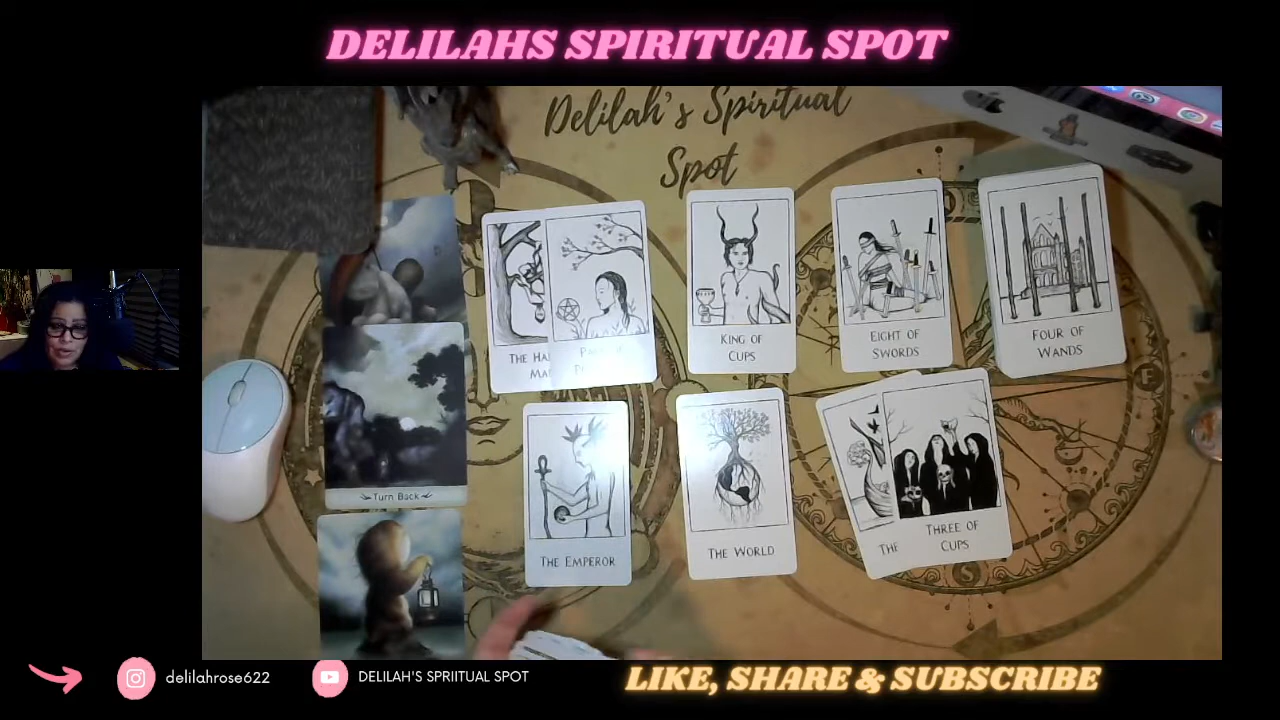 DELILAHS SPIRITUAL SPOT
Delilah's Spiritual
Spot
THE HA
MA
KING OF
CUPS
EIGHT OF
SWORDS
FOUR OF
WANDS
Turn Back
THE EMPEROR
THE WORLD
THE
THREE OF
CUPS
delilahrose622
DELILAH'S SPRIITUAL SPOT
LIKE, SHARE & SUBSCRIBE